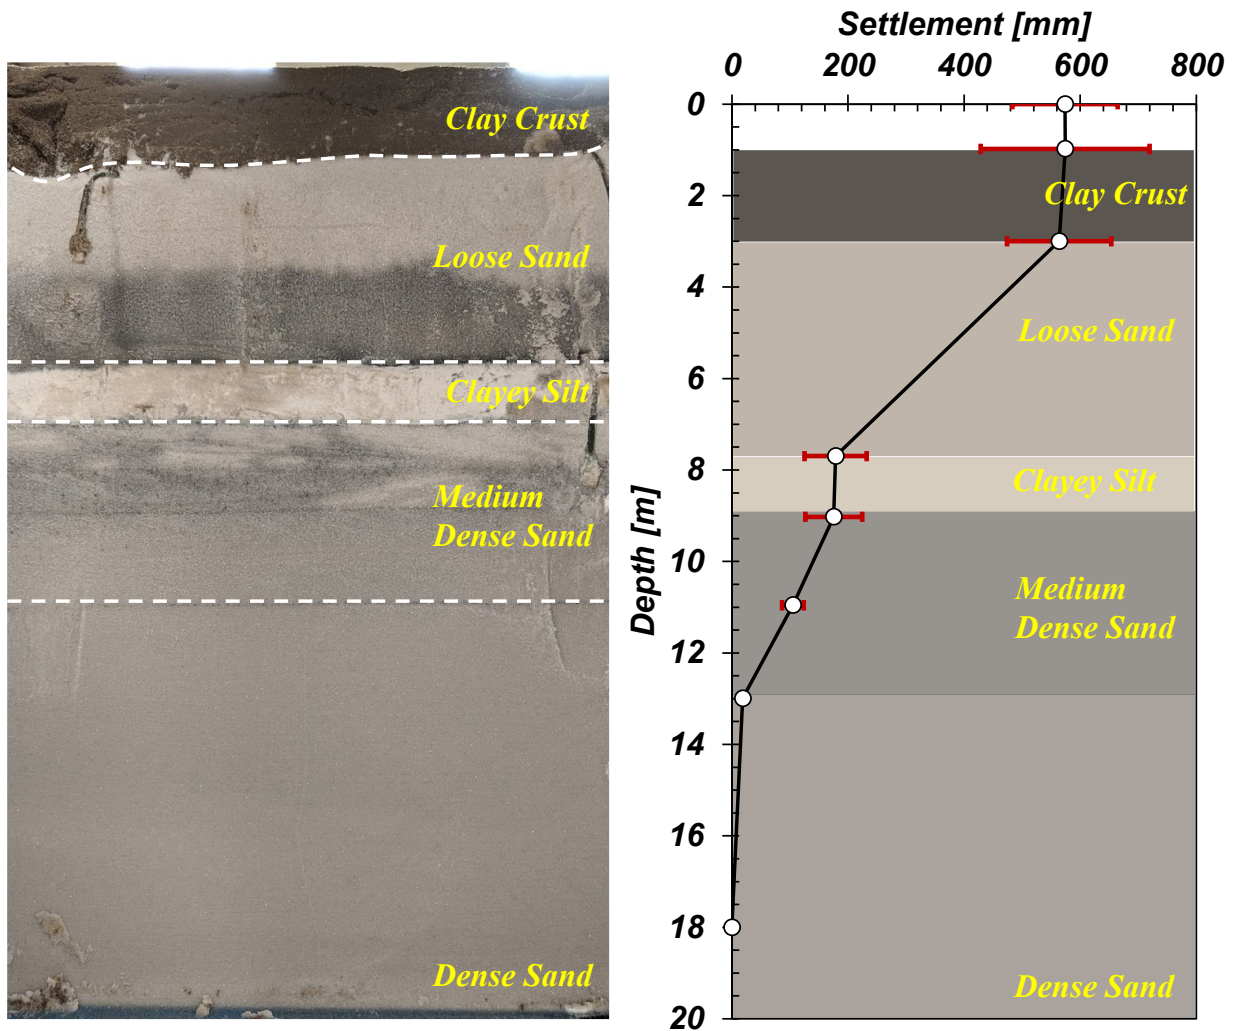 Clay Crust
Loose Sand
Clayey Silt
Medium
Dense Sand
Dense Sand
Settlement [mm]
0 200 400 600 800
Depth [m]
0
2
4
6
8
10
12
14
16
18
20
Clay Crust
Loose Sand
Clayey Silt
Medium
Dense Sand
Dense Sand